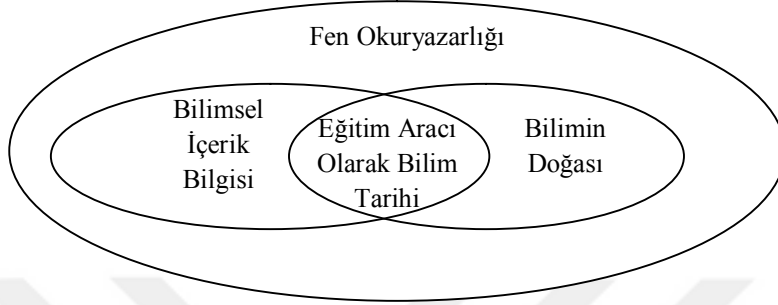 Fen Okuryazarlığı
Bilimsel
İçerik
Bilgisi
Eğitim Aracı
Olarak Bilim
Tarihi
Bilimin
Doğası